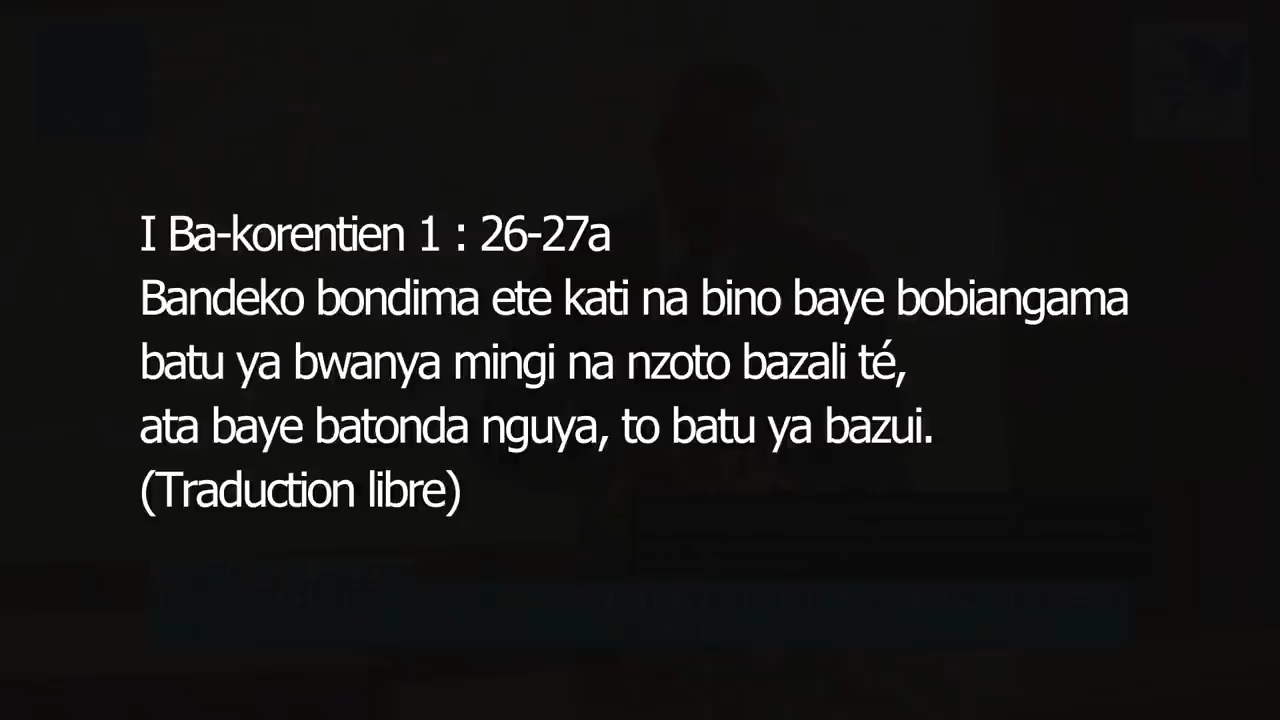 I Ba-korentien 1 : 26-27a
Bandeko bondima ete kati na bino baye bobiangama
batu ya bwanya mingi na nzoto bazali té,
ata baye batonda nguya, to batu ya bazui.
(Traduction libre)